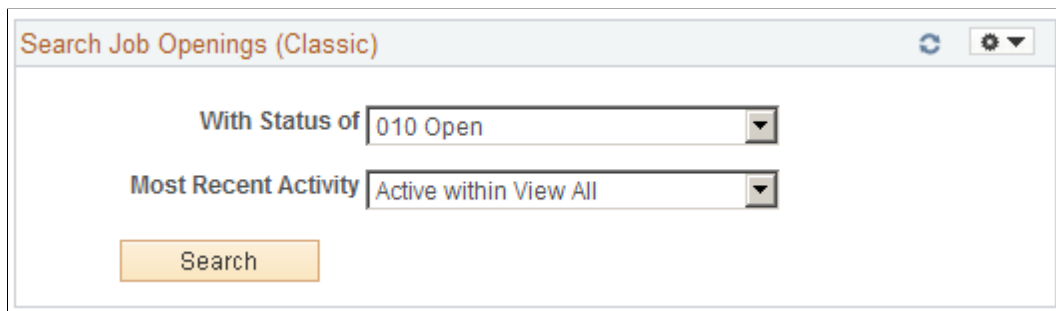 Search Job Openings (Classic)
With Status of 010 Open
Most Recent Activity Active within View All
Search